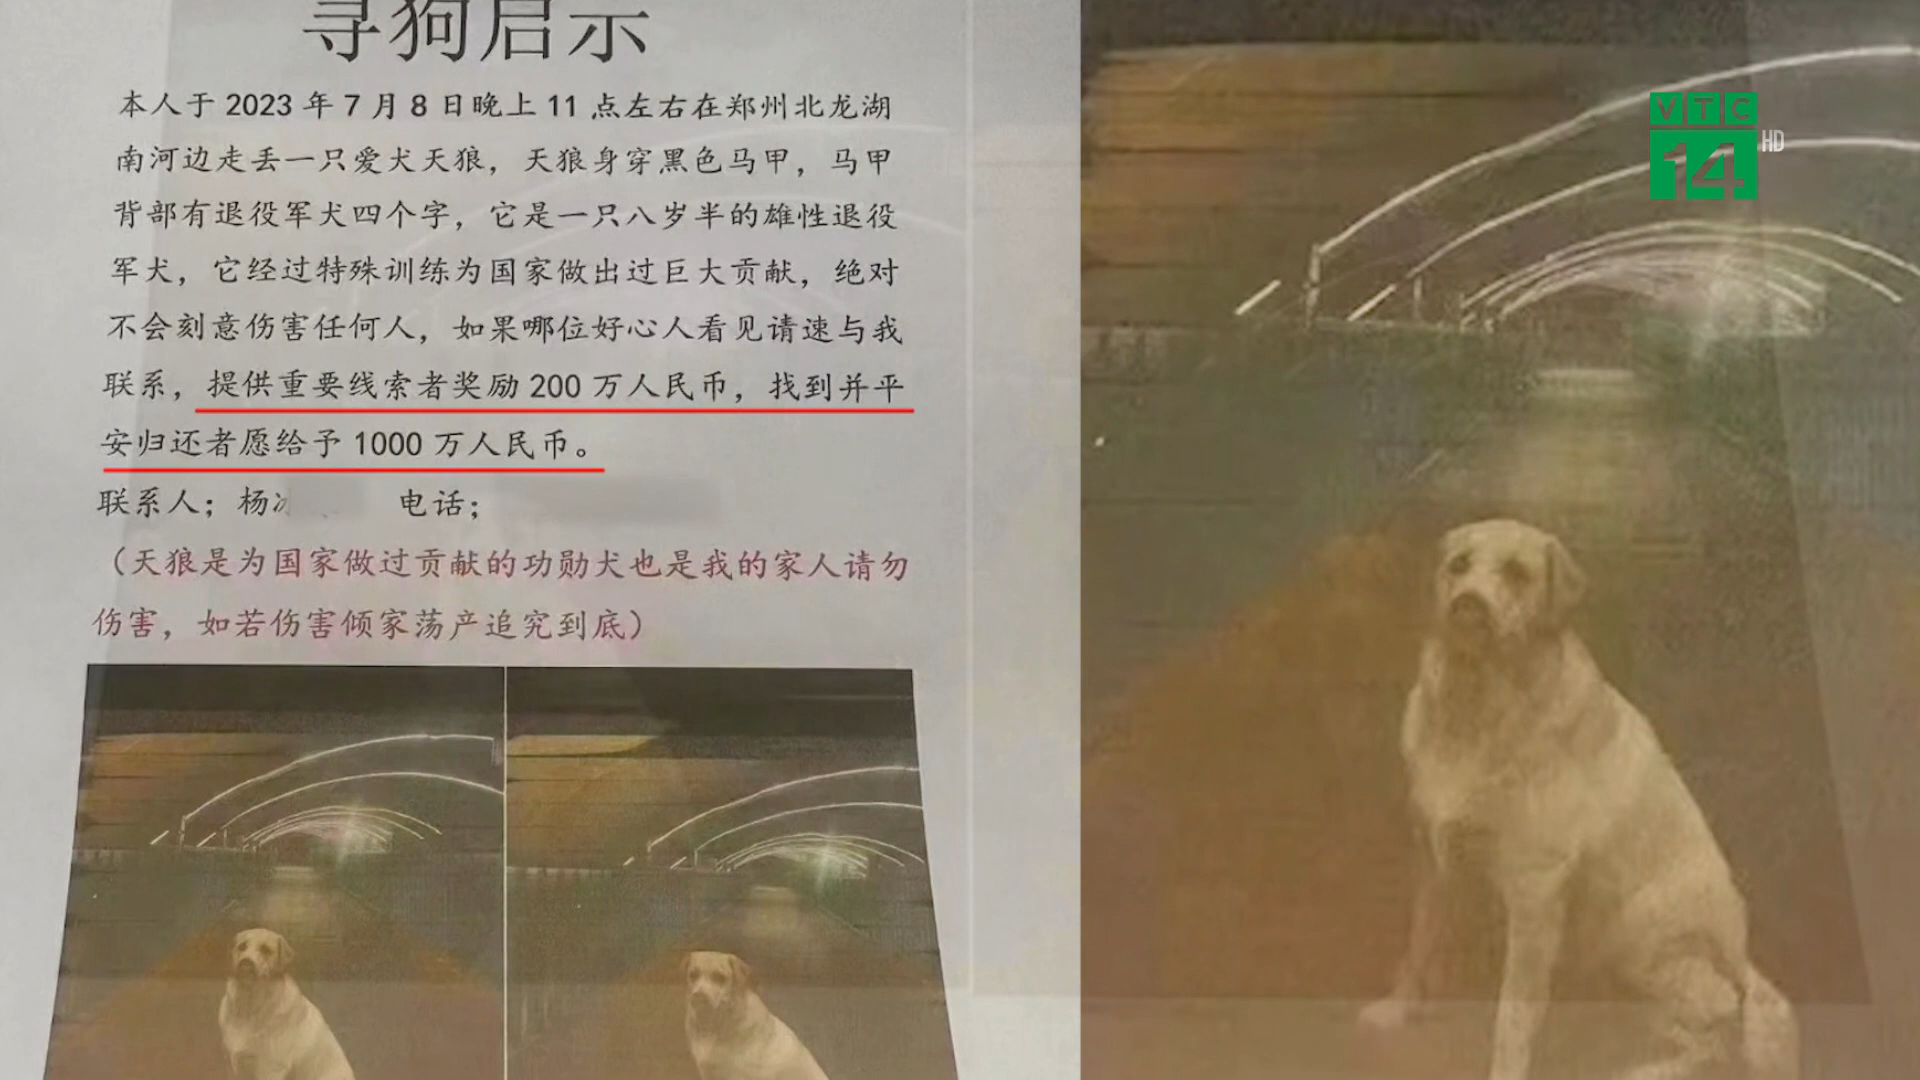 寻狗启示
本人于 2023 年 7 月 8 日晚上 11 点左右在郑州北龙湖
南河边走丢一只爱犬天狼，天狼身穿黑色马甲，马甲
背部有退役军犬四个字，它是一只八岁半的雄性退役
军犬，它经过特殊训练为国家做出过巨大贡献，绝对
不会刻意伤害任何人，如果哪位好心人看见请速与我
联系，提供重要线索者奖励 200 万人民币，找到并平
安归还者愿给予 1000 万人民币。
联系人；杨 电话；
（天狼是为国家做过贡献的功勋犬也是我的家人请勿
伤害，如若伤害倾家荡产追究到底）
VTC
14 HD